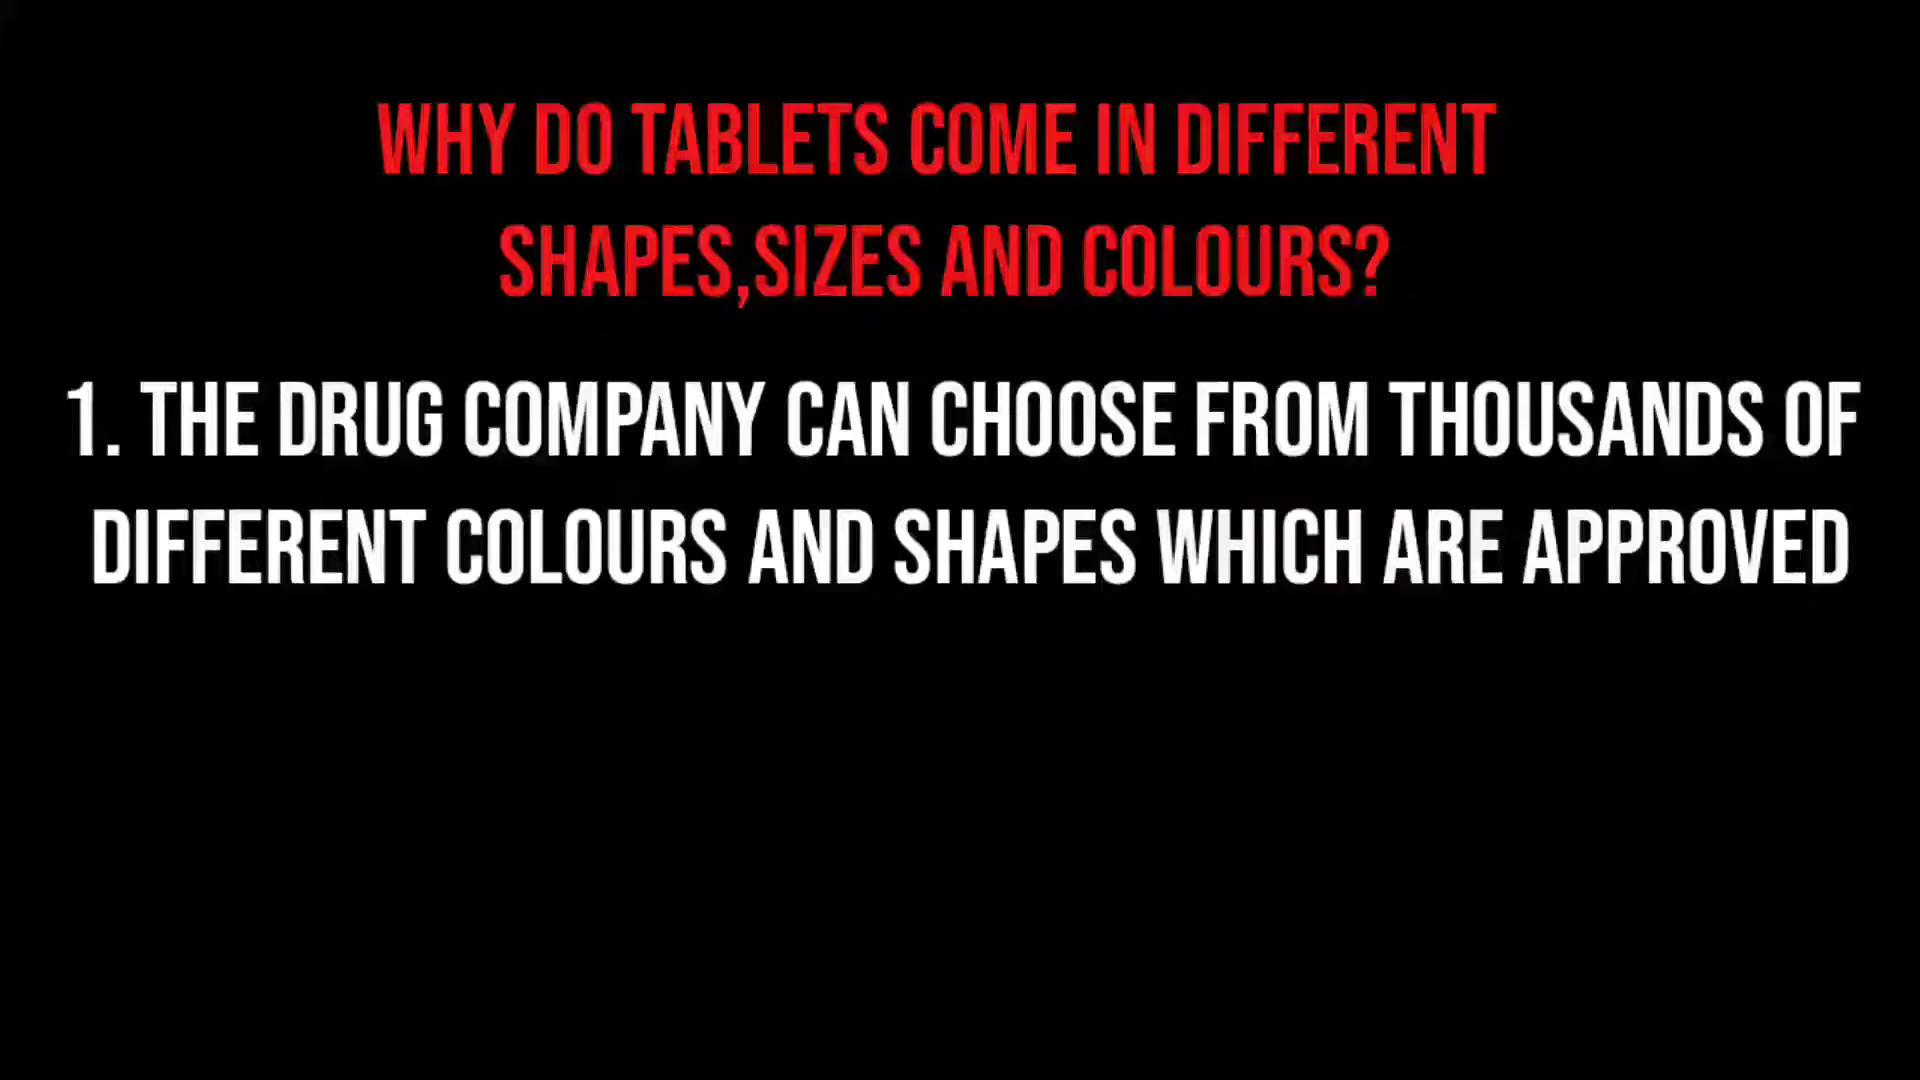 WHY DO TABLETS COME IN DIFFERENT
SHAPES,SIZES AND COLOURS?
1. THE DRUG COMPANY CAN CHOOSE FROM THOUSANDS OF
DIFFERENT COLOURS AND SHAPES WHICH ARE APPROVED